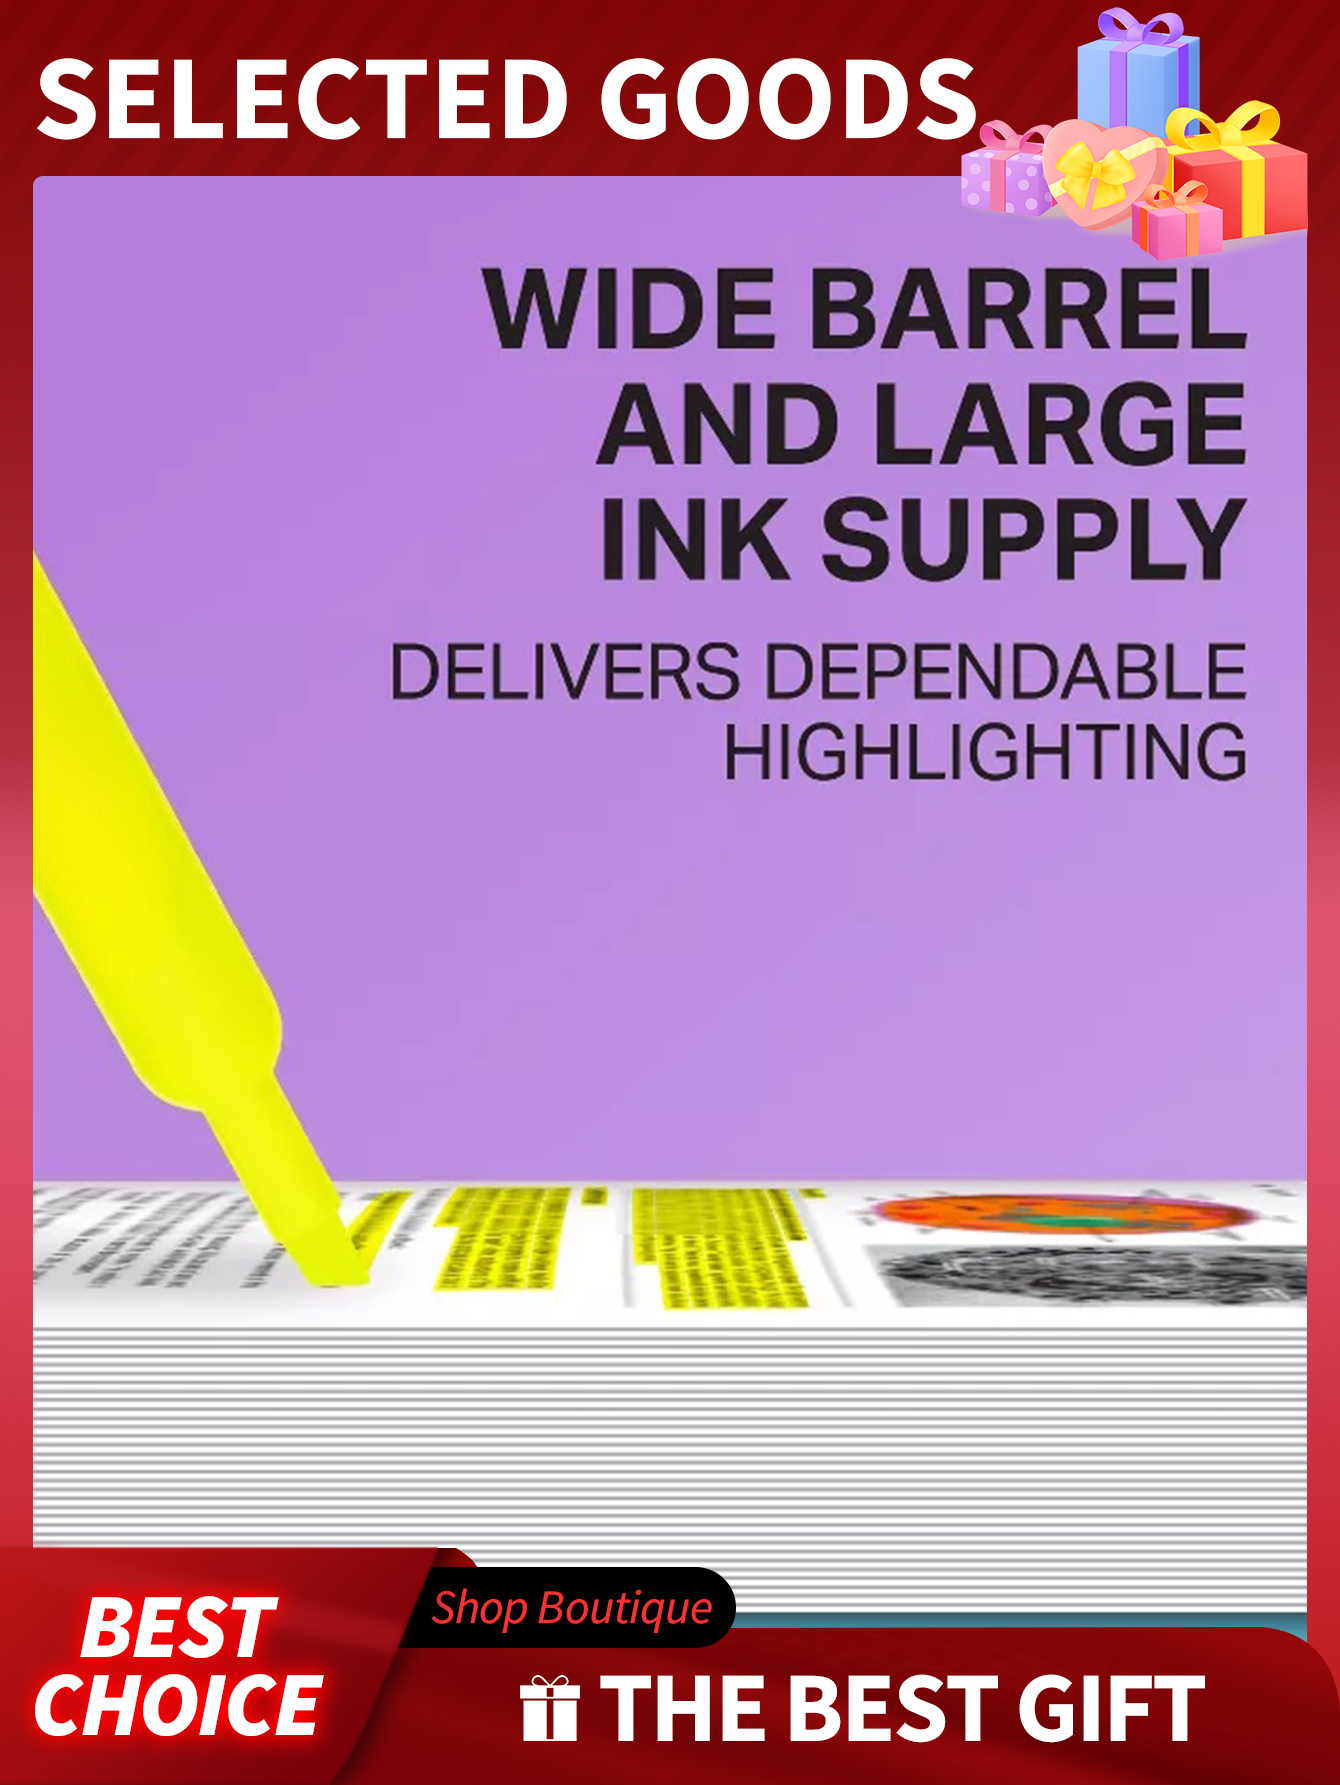 SELECTED GOODS
WIDE BARREL
AND LARGE
INK SUPPLY
DELIVERS DEPENDABLE
HIGHLIGHTING
Shop Boutique
BEST
CHOICE
THE BEST GIFT